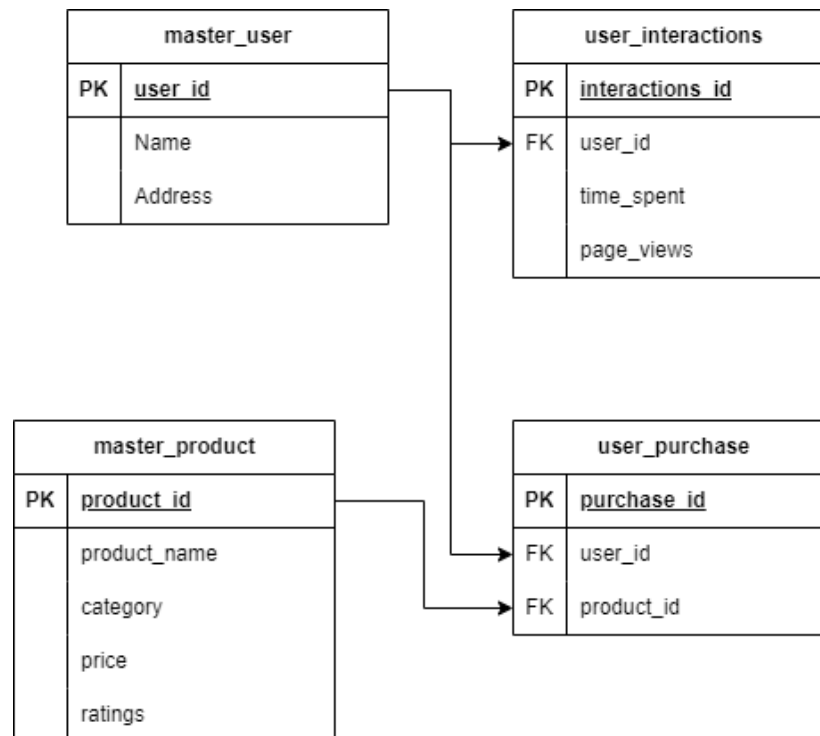 master_user
PK user_id
Name
Address
user_interactions
PK interactions_id
FK user_id
time_spent
page_views
master_product
PK product_id
product_name
category
price
ratings
user_purchase
PK purchase_id
FK user_id
FK product_id